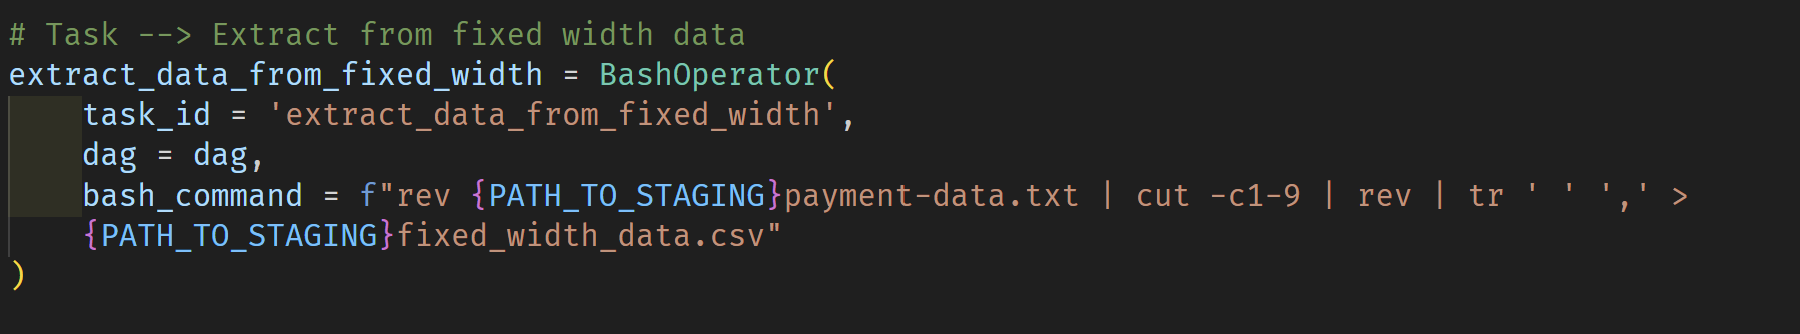 # Task --> Extract from fixed width data
extract_data_from_fixed_width = BashOperator(
    task_id = 'extract_data_from_fixed_width',
    dag = dag,
    bash_command = f"rev {PATH_TO_STAGING}payment-data.txt | cut -c1-9 | rev | tr ' ' ',' >
    {PATH_TO_STAGING}fixed_width_data.csv"
)